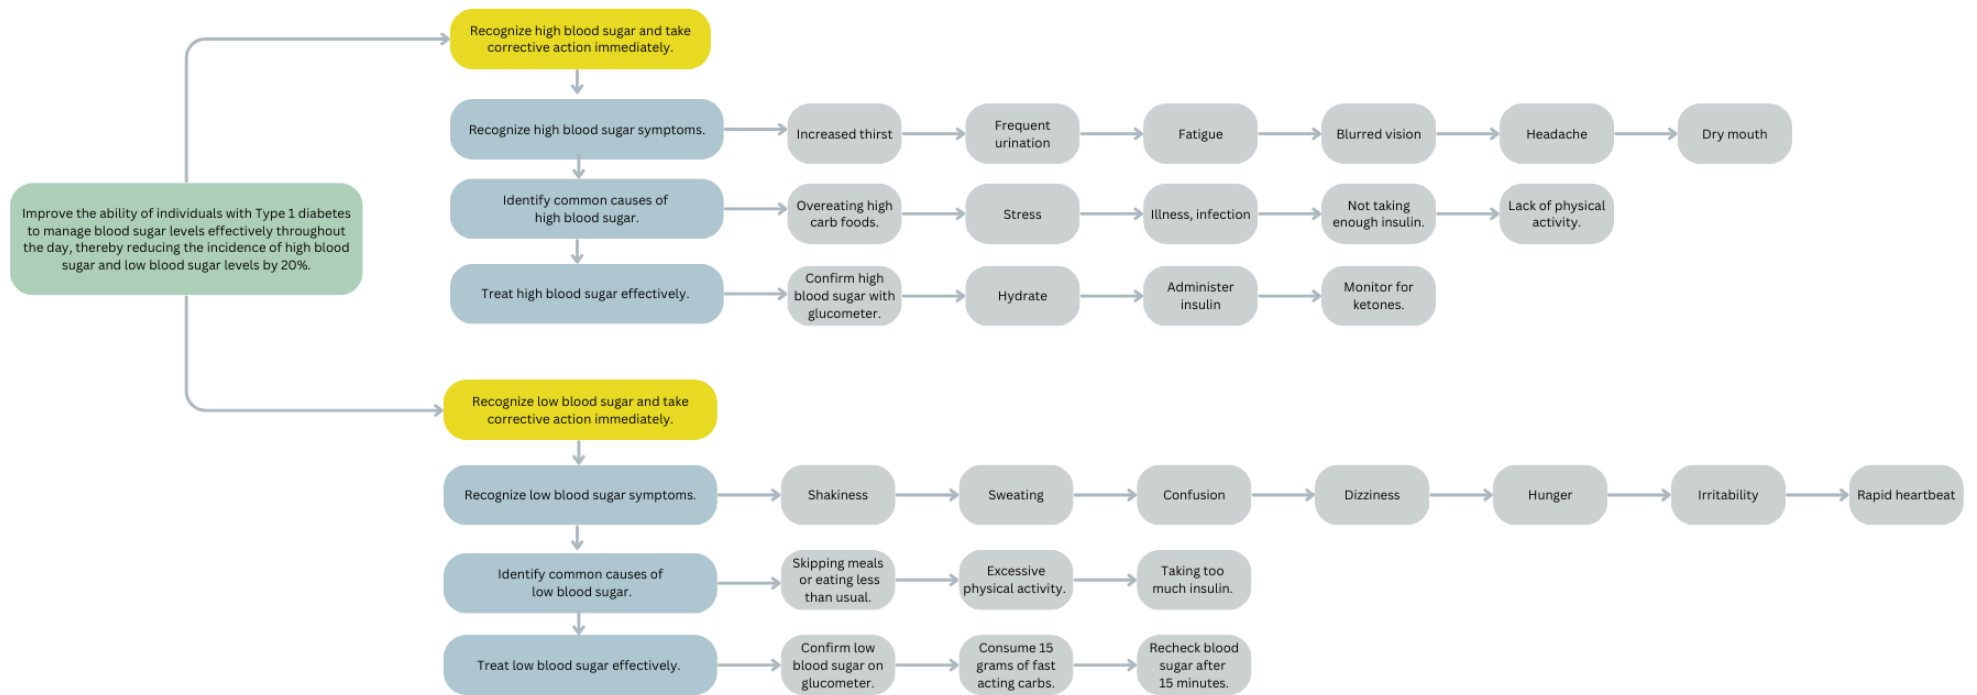 Recognize high blood sugar and take
corrective action immediately.
Recognize high blood sugar symptoms.
Increased thirst
Frequent
urination
Fatigue
Blurred vision
Headache
Dry mouth
Improve the ability of individuals with Type 1 diabetes
to manage blood sugar levels effectively throughout
the day, thereby reducing the incidence of high blood
sugar and low blood sugar levels by 20%.
Identify common causes of
high blood sugar.
Overeating high
carb foods.
Stress
Illness, infection
Not taking
enough insulin.
Lack of physical
activity.
Treat high blood sugar effectively.
Confirm high
blood sugar with
glucometer.
Hydrate
Administer
insulin
Monitor for
ketones.
Recognize low blood sugar and take
corrective action immediately.
Recognize low blood sugar symptoms.
Shakiness
Sweating
Confusion
Dizziness
Hunger
Irritability
Rapid heartbeat
Identify common causes of
low blood sugar.
Skipping meals
or eating less
than usual.
Excessive
physical activity.
Taking too
much insulin.
Treat low blood sugar effectively.
Confirm low
blood sugar on
glucometer.
Consume 15
grams of fast
acting carbs.
Recheck blood
sugar after
15 minutes.